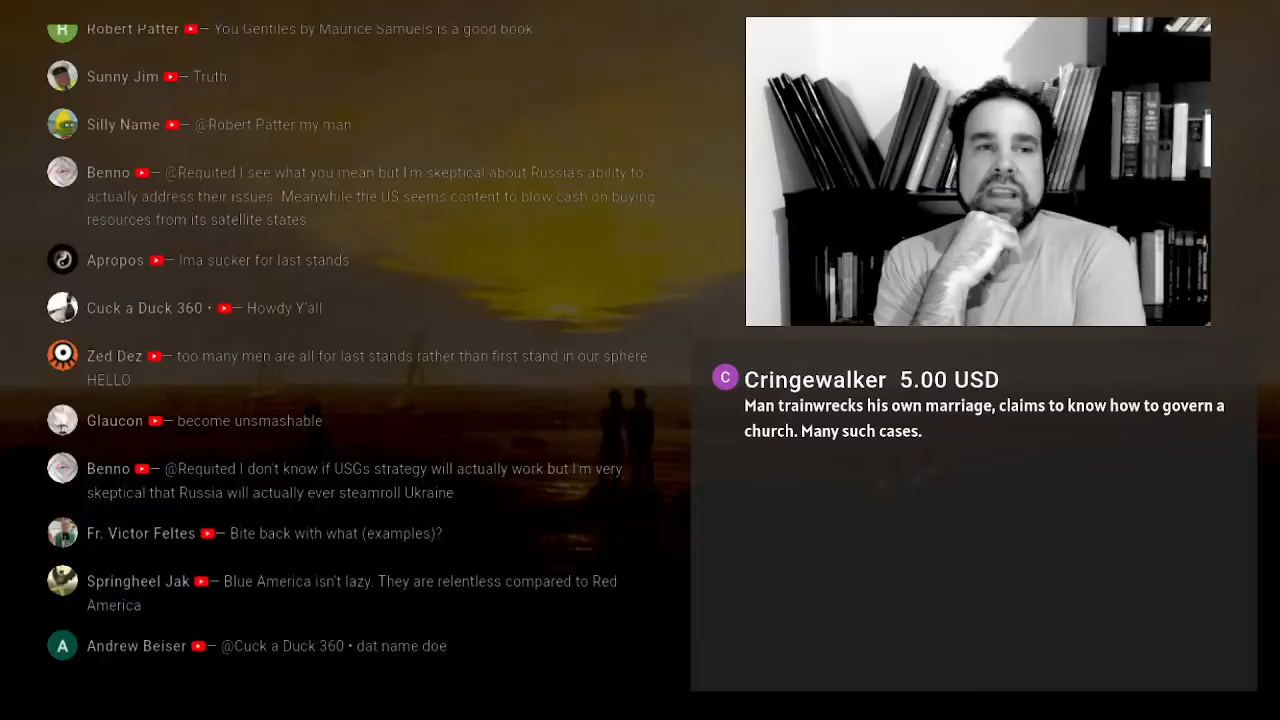 Robert Patter — You Gentiles by Maurice Samuels is a good book
Sunny Jim — Truth
Silly Name — @Robert Patter my man
Benno — @Requited I see what you mean but I'm skeptical about Russia's ability to
actually address their issues. Meanwhile the US seems content to blow cash on buying
resources from its satellite states
Apropos — Ima sucker for last stands
Cuck a Duck 360 • — Howdy Y'all
Zed Dez — too many men are all for last stands rather than first stand in our sphere
HELLO
Glaucon — become unsmashable
Benno — @Requited I don't know if USGs strategy will actually work but I'm very
skeptical that Russia will actually ever steamroll Ukraine
Fr. Victor Feltes — Bite back with what (examples)?
Springheel Jak — Blue America isn't lazy. They are relentless compared to Red
America
A
Andrew Beiser — @Cuck a Duck 360 • dat name doe
C
Cringewalker 5.00 USD
Man trainwrecks his own marriage, claims to know how to govern a
church. Many such cases.